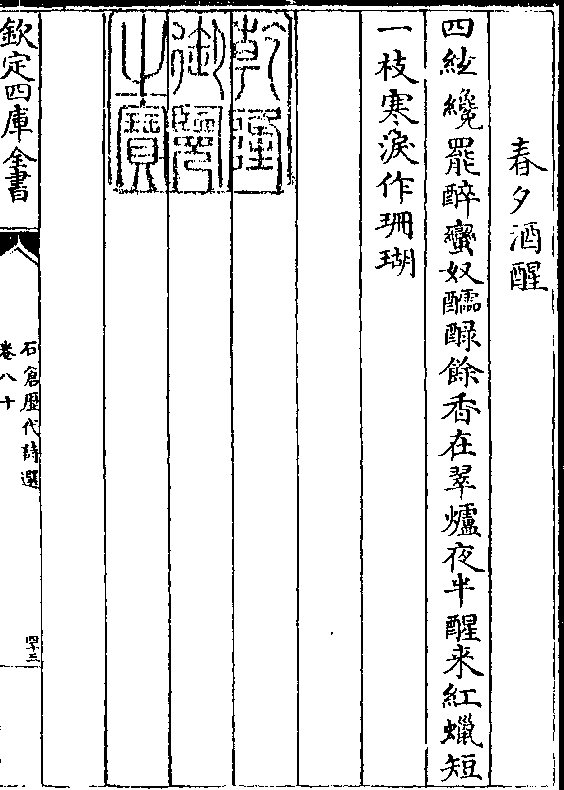 春夕酒醒
四絃纔罷醉蠻奴醽醁餘香在翠爐夜半醒来紅蠟短
一枝寒淚作珊瑚
乾隆御覽之寶
欽定四庫全書
石倉歴代詩選
卷八十
四十三